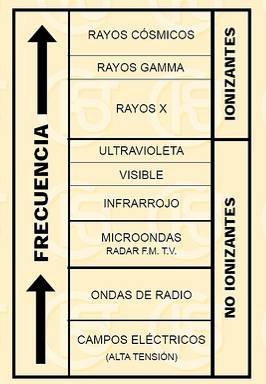 FRECUENCIA
RAYOS CÓSMICOS
RAYOS GAMMA
RAYOS X
ULTRAVIOLETA
VISIBLE
INFRARROJO
MICROONDAS
RADAR F.M. T.V.
ONDAS DE RADIO
CAMPOS ELÉCTRICOS
(ALTA TENSIÓN)
IONIZANTES
NO IONIZANTES